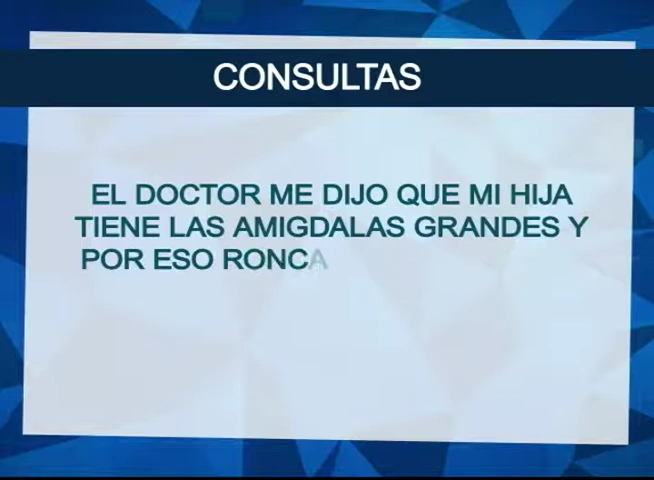 CONSULTAS
EL DOCTOR ME DIJO QUE MI HIJA
TIENE LAS AMIGDALAS GRANDES Y
POR ESO RONCA